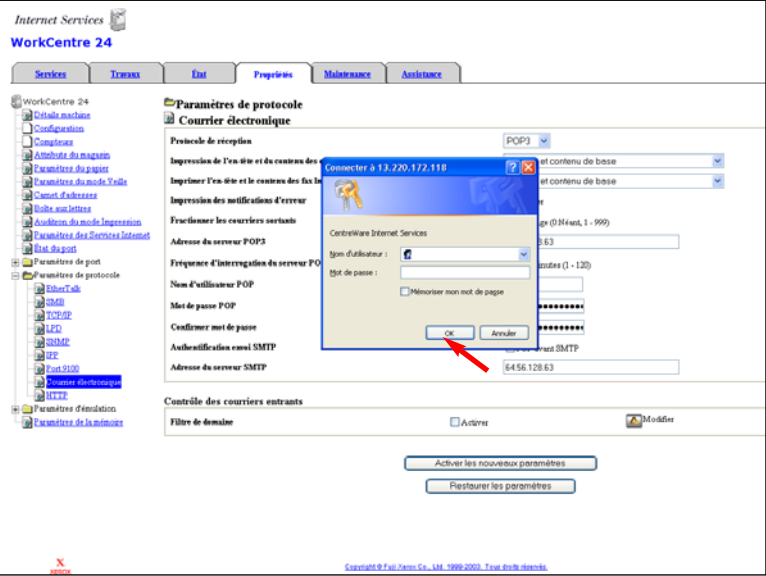 Internet Services
WorkCentre 24
Services
Travaux
État
Propriétés
Maintenance
Assistance
WorkCentre 24
Détails machine
Configuration
Compteurs
Attributs du magasin
Paramètres du papier
Paramètres du mode Veille
Carnet d'adresses
Boîte aux lettres
Auditron du mode Impression
Paramètres des Services Internet
État du port
Paramètres de port
Paramètres de protocole
EtherTalk
SMB
TCP/IP
LPD
SNMP
IPP
Port 9100
Courrier électronique
HTTP
Paramètres d'émulation
Paramètres de la mémoire
Paramètres de protocole
Courrier électronique
Protocole de réception
POP3
Impression de l'en-tête et du contenu des
et contenu de base
Imprimer l'en-tête et le contenu des fax
et contenu de base
Impression des notifications d'erreur
Fractionner les courriers sortants
(0:Néant, 1 - 999)
Adresse du serveur POP3
Fréquence d'interrogation du serveur PO
(1 - 120)
Nom d'utilisateur POP
Mot de passe POP
Confirmer mot de passe
Authentification envoi SMTP
SMTP
Adresse du serveur SMTP
64.56.128.63
Connecter à 13.220.172.118
CentreWare Internet Services
Nom d'utilisateur :
Mot de passe :
Mémoriser mon mot de passe
OK
Annuler
Contrôle des courriers entrants
Filtre de domaine
Activer
Modifier
Activer les nouveaux paramètres
Restaurer les paramètres
X
XEROX
Copyright © Fuji Xerox Co., Ltd. 1999-2003. Tous droits réservés.